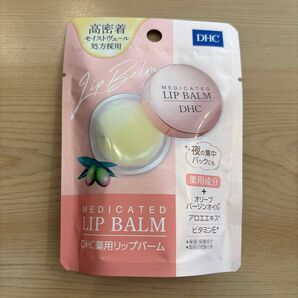 高密着
モイストヴェール
処方採用
DHC
Lip Balm
MEDICATED
LIP BALM
DHC
夜の集中
パックにも
薬用成分
+
オリーブ
バージンオイル*
アロエエキス*
ビタミンE*
MEDICATED
LIP BALM
DHC薬用リップバーム